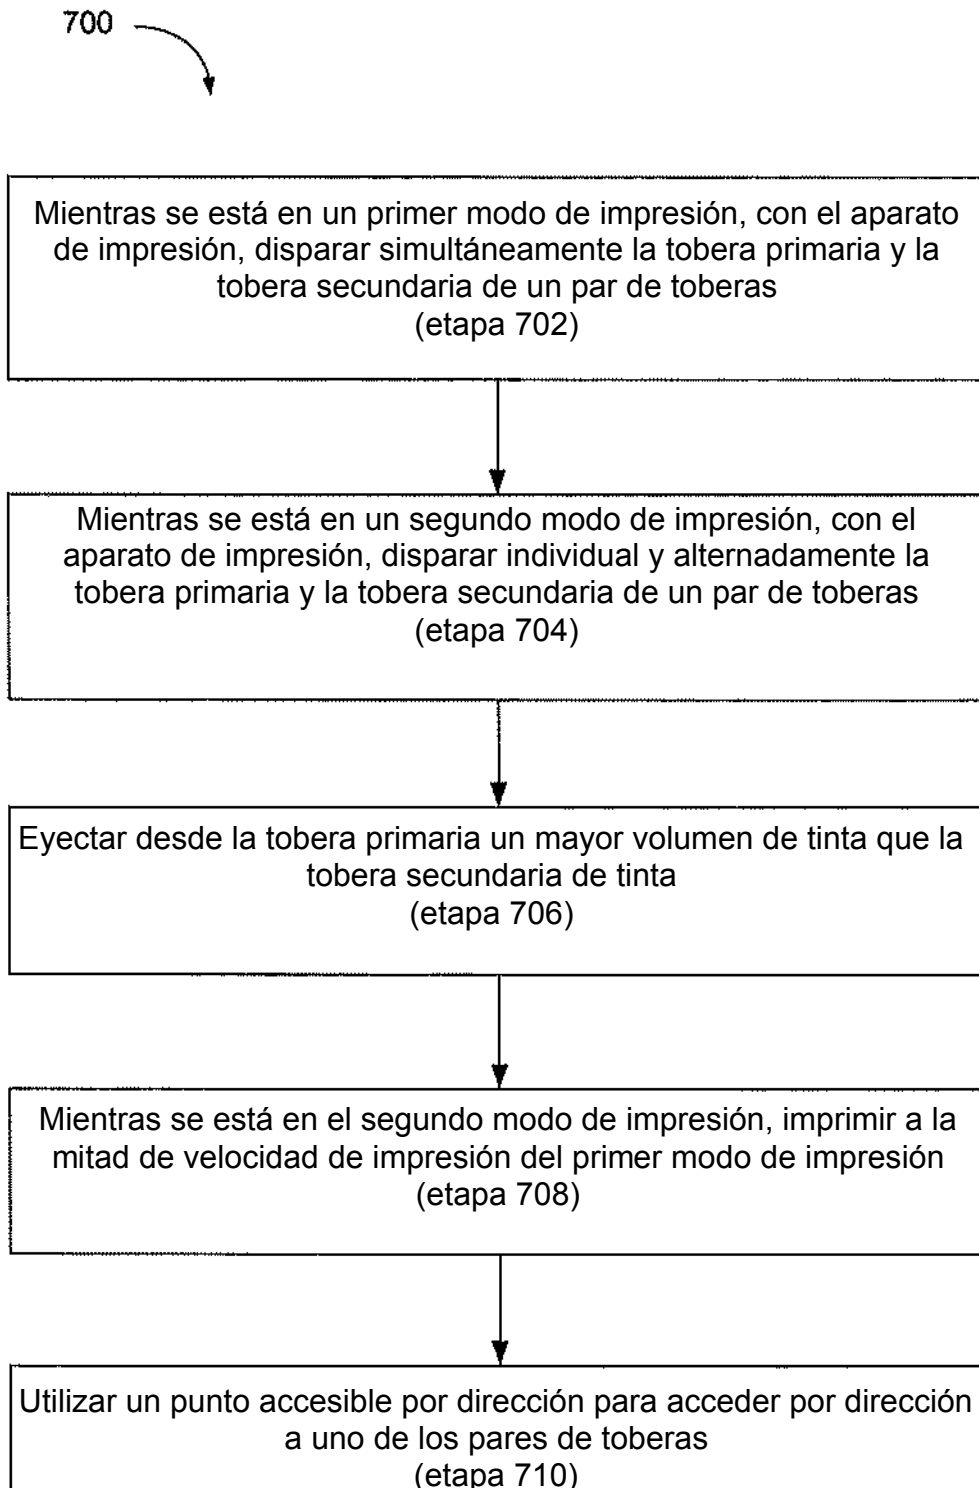 700
Mientras se está en un primer modo de impresión, con el aparato
de impresión, disparar simultáneamente la tobera primaria y la
tobera secundaria de un par de toberas
(etapa 702)
Mientras se está en un segundo modo de impresión, con el
aparato de impresión, disparar individual y alternadamente la
tobera primaria y la tobera secundaria de un par de toberas
(etapa 704)
Eyectar desde la tobera primaria un mayor volumen de tinta que la
tobera secundaria de tinta
(etapa 706)
Mientras se está en el segundo modo de impresión, imprimir a la
mitad de velocidad de impresión del primer modo de impresión
(etapa 708)
Utilizar un punto accesible por dirección para acceder por dirección
a uno de los pares de toberas
(etapa 710)